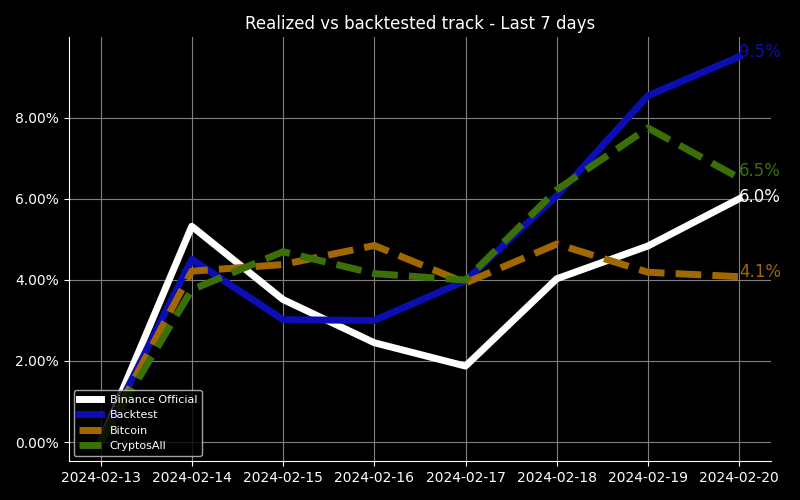 Realized vs backtested track - Last 7 days
9.5%
8.00%
6.5%
6.00%
6.0%
4.00%
4.1%
2.00%
0.00%
Binance Official
Backtest
Bitcoin
CryptosAll
2024-02-13 2024-02-14 2024-02-15 2024-02-16 2024-02-17 2024-02-18 2024-02-19 2024-02-20